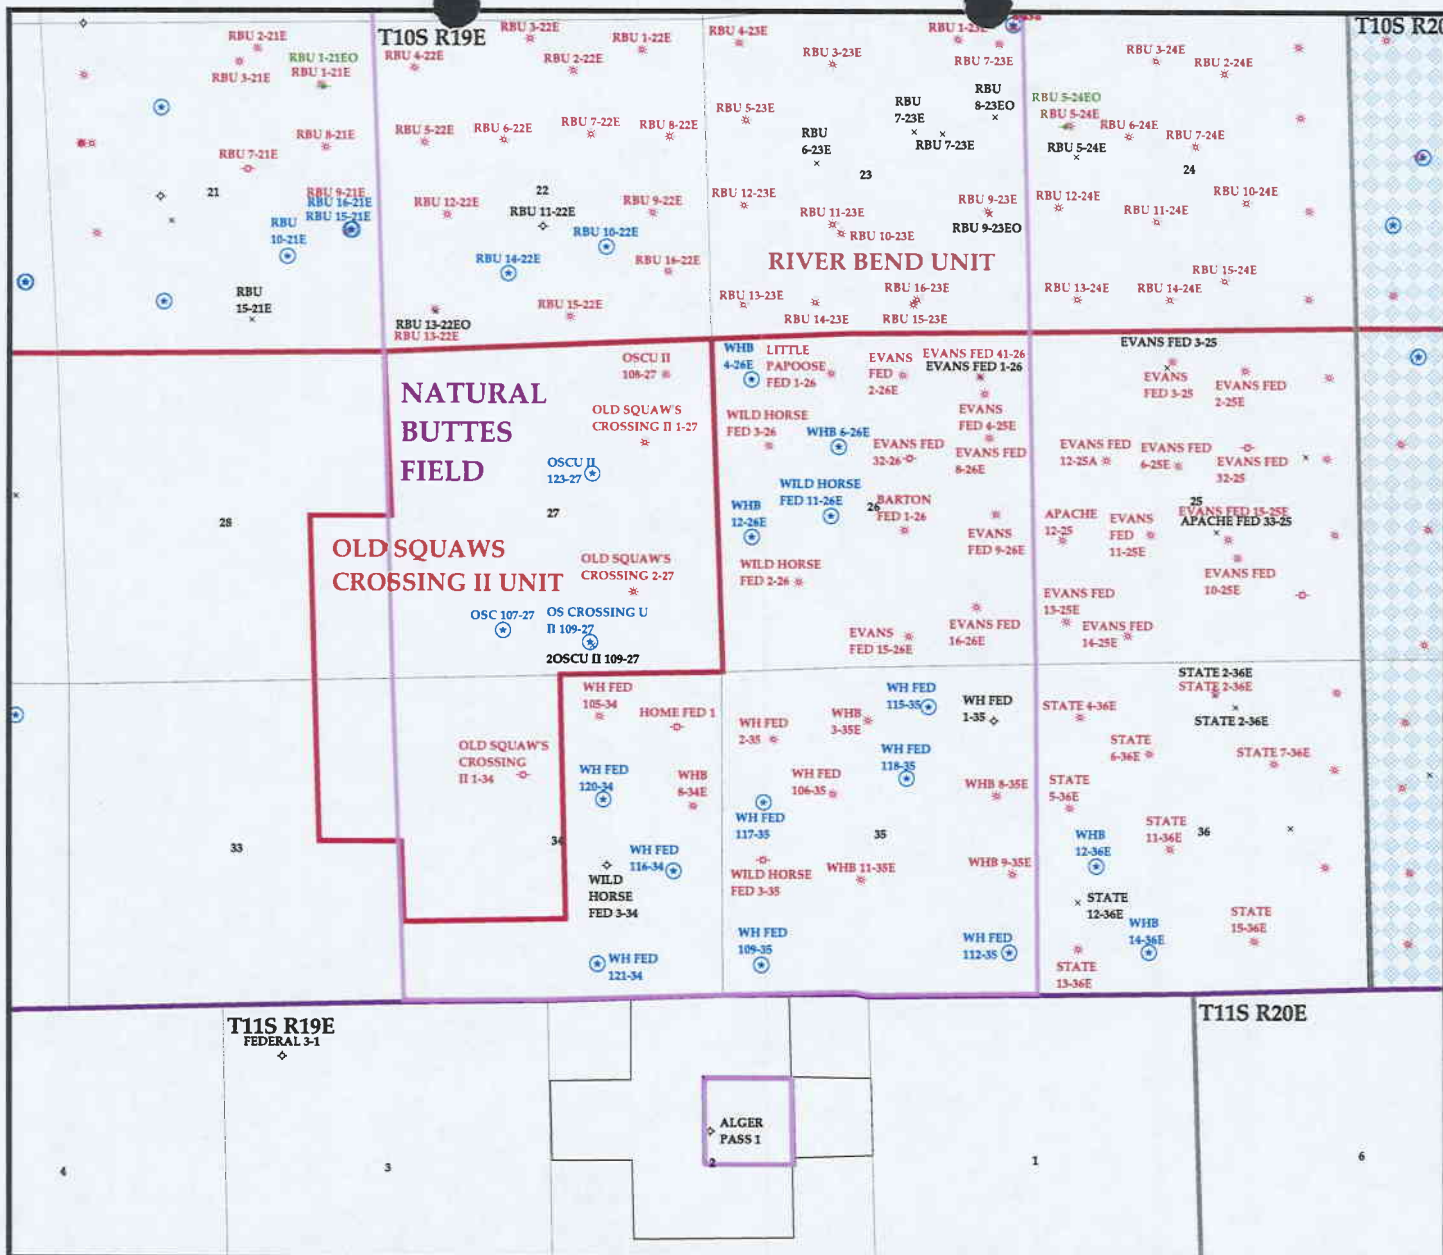 T10S R19E
T10S R20
RBU 2-21E
RBU 3-21E
RBU 1-21EO
RBU 1-21E
RBU 8-21E
RBU 7-21E
21
RBU 9-21E
RBU 16-21E
RBU 15-21E
RBU
10-21E
RBU
15-21E
RBU 3-22E
RBU 4-22E
RBU 2-22E
RBU 1-22E
RBU 5-22E
RBU 6-22E
RBU 7-22E
RBU 8-22E
22
RBU 12-22E
RBU 11-22E
RBU 9-22E
RBU 10-22E
RBU 14-22E
RBU 16-22E
RBU 15-22E
RBU 13-22EO
RBU 13-22E
RBU 4-23E
RBU 3-23E
RBU 1-23E
RBU 7-23E
RBU 5-23E
RBU
7-23E
RBU
8-23EO
RBU
6-23E
RBU 7-23E
23
RBU 12-23E
RBU 11-23E
RBU 10-23E
RBU 9-23E
RBU 9-23EO
RIVER BEND UNIT
RBU 13-23E
RBU 14-23E
RBU 16-23E
RBU 15-23E
RBU 3-24E
RBU 2-24E
RBU 5-24EO
RBU 5-24E
RBU 6-24E
RBU 7-24E
RBU 5-24E
24
RBU 12-24E
RBU 10-24E
RBU 11-24E
RBU 15-24E
RBU 13-24E
RBU 14-24E
NATURAL
BUTTES
FIELD
OSCU II
108-27
OLD SQUAW'S
CROSSING II 1-27
OSCU II
123-27
28
27
OLD SQUAWS
CROSSING II UNIT
OLD SQUAW'S
CROSSING 2-27
OSC 107-27
OS CROSSING U
II 109-27
2OSCU II 109-27
WHB
4-26E
LITTLE
PAPOOSE
FED 1-26
EVANS
FED
2-26E
EVANS FED 41-26
EVANS FED 1-26
WILD HORSE
FED 3-26
WHB 6-26E
EVANS FED
32-26
EVANS
FED 4-25E
EVANS FED
8-26E
WILD HORSE
FED 11-26E
26
BARTON
FED 1-26
WHB
12-26E
EVANS
FED 9-26E
WILD HORSE
FED 2-26
EVANS
FED 15-26E
EVANS FED
16-26E
EVANS FED 3-25
EVANS
FED 3-25
EVANS FED
2-25E
EVANS FED
12-25A
EVANS FED
6-25E
EVANS FED
32-25
25
APACHE
12-25
EVANS
FED
11-25E
EVANS FED 15-25E
APACHE FED 33-25
EVANS FED
10-25E
EVANS FED
13-25E
EVANS FED
14-25E
33
OLD SQUAW'S
CROSSING
II 1-34
WH FED
105-34
HOME FED 1
WH FED
120-34
WHB
8-34E
34
WH FED
116-34
WILD
HORSE
FED 3-34
WH FED
121-34
WH FED
2-35
WHB
3-35E
WH FED
115-35
WH FED
1-35
WH FED
118-35
WH FED
106-35
WHB 8-35E
WH FED
117-35
35
WILD HORSE
FED 3-35
WHB 11-35E
WHB 9-35E
WH FED
109-35
WH FED
112-35
STATE 2-36E
STATE 2-36E
STATE 4-36E
STATE 2-36E
STATE
6-36E
STATE 7-36E
STATE
5-36E
STATE
11-36E
36
WHB
12-36E
STATE
12-36E
WHB
14-36E
STATE
15-36E
STATE
13-36E
T11S R19E
FEDERAL 3-1
T11S R20E
ALGER
PASS 1
4
3
2
1
6